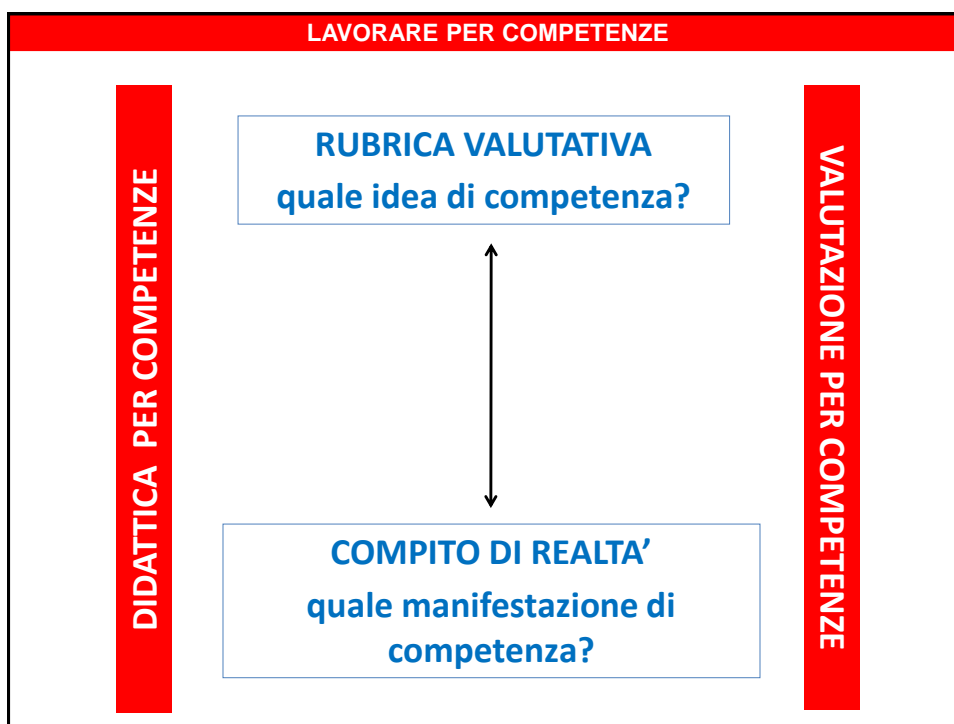 LAVORARE PER COMPETENZE
DIDATTICA PER COMPETENZE
RUBRICA VALUTATIVA
quale idea di competenza?
COMPITO DI REALTA’
quale manifestazione di
competenza?
VALUTAZIONE PER COMPETENZE